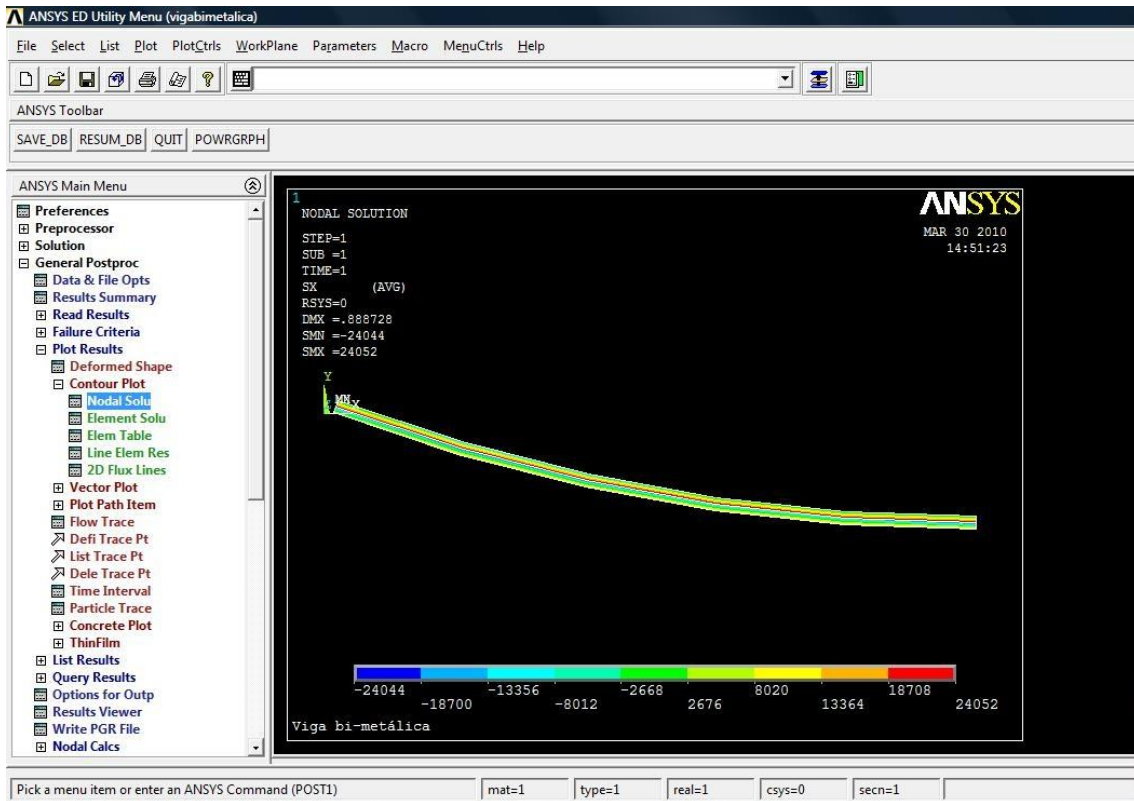 ANSYS ED Utility Menu (vigabimetalica)
File Select List Plot PlotCtrls WorkPlane Parameters Macro MenuCtrls Help
ANSYS Toolbar
SAVE_DB RESUM_DB QUIT POWRGRPH
ANSYS Main Menu
Preferences
Preprocessor
Solution
General Postproc
Data & File Opts
Results Summary
Read Results
Failure Criteria
Plot Results
Deformed Shape
Contour Plot
Nodal Solu
Element Solu
Elem Table
Line Elem Res
2D Flux Lines
Vector Plot
Plot Path Item
Flow Trace
Defi Trace Pt
List Trace Pt
Dele Trace Pt
Time Interval
Particle Trace
Concrete Plot
ThinFilm
List Results
Query Results
Options for Outp
Results Viewer
Write PGR File
Nodal Calcs
1
NODAL SOLUTION
STEP=1
SUB =1
TIME=1
SX (AVG)
RSYS=0
DMX =.888728
SMN =-24044
SMX =24052
ANSYS
MAR 30 2010
14:51:23
Y
MN X
-24044 -13356 -2668 8020 18708
-18700 -8012 2676 13364 24052
Viga bi-metálica
Pick a menu item or enter an ANSYS Command (POST1) mat=1 type=1 real=1 csys=0 secn=1